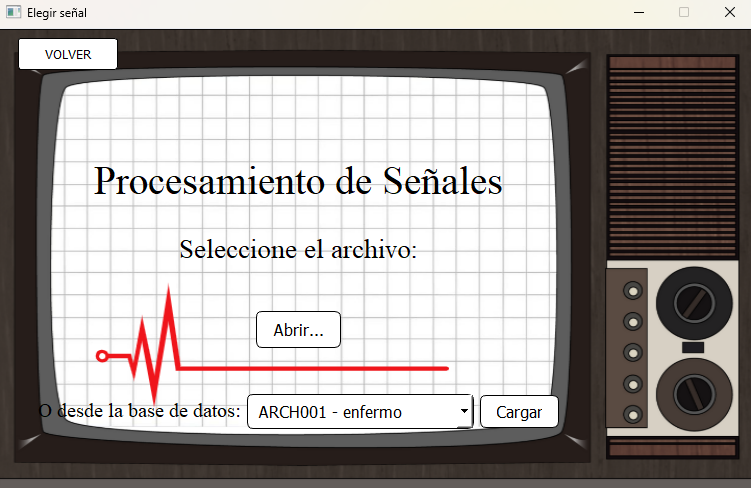 Elegir señal
VOLVER
Procesamiento de Señales
Seleccione el archivo:
Abrir...
O desde la base de datos: ARCH001 - enfermo Cargar